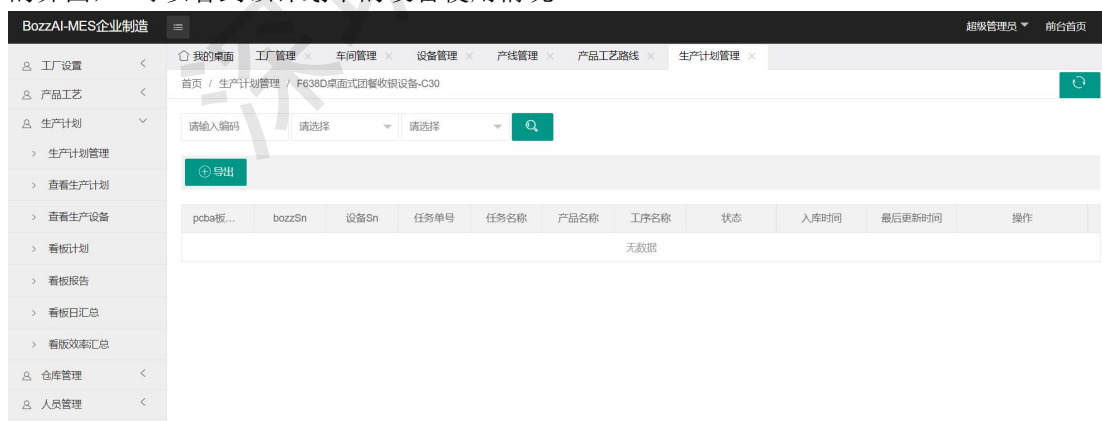 BozzAI-MES企业制造 超级管理员 前台首页
我的桌面 工厂管理 车间管理 设备管理 产线管理 产品工艺路线 生产计划管理
首页 / 生产计划管理 / F638D桌面式团餐收银设备-C30
工厂设置
产品工艺
生产计划
生产计划管理
查看生产计划
查看生产设备
看板计划
看板报告
看板日汇总
看版效率汇总
仓库管理
人员管理
请输入编码 请选择 请选择
导出
pcba板... bozzSn 设备Sn 任务单号 任务名称 产品名称 工序名称 状态 入库时间 最后更新时间 操作
无数据